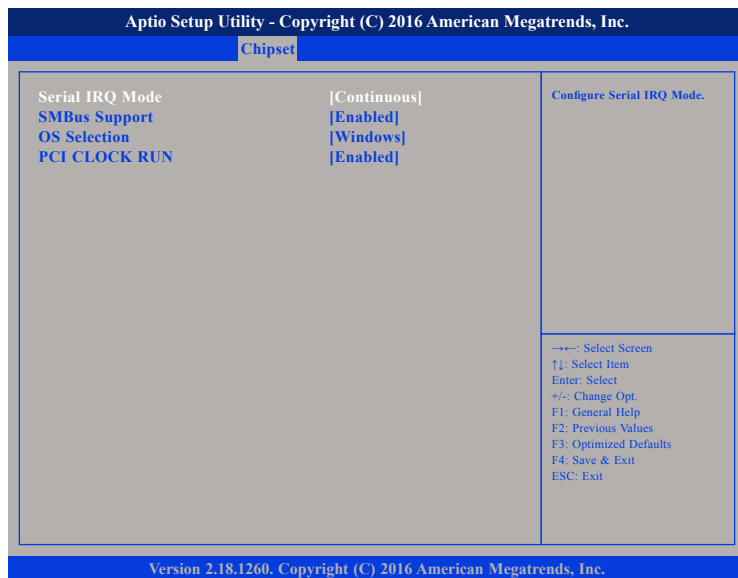 Aptio Setup Utility - Copyright (C) 2016 American Megatrends, Inc.
Chipset
Serial IRQ Mode [Continuous]
SMBus Support [Enabled]
OS Selection [Windows]
PCI CLOCK RUN [Enabled]
Configure Serial IRQ Mode.
→←: Select Screen
↑↓: Select Item
Enter: Select
+/-: Change Opt.
F1: General Help
F2: Previous Values
F3: Optimized Defaults
F4: Save & Exit
ESC: Exit
Version 2.18.1260. Copyright (C) 2016 American Megatrends, Inc.